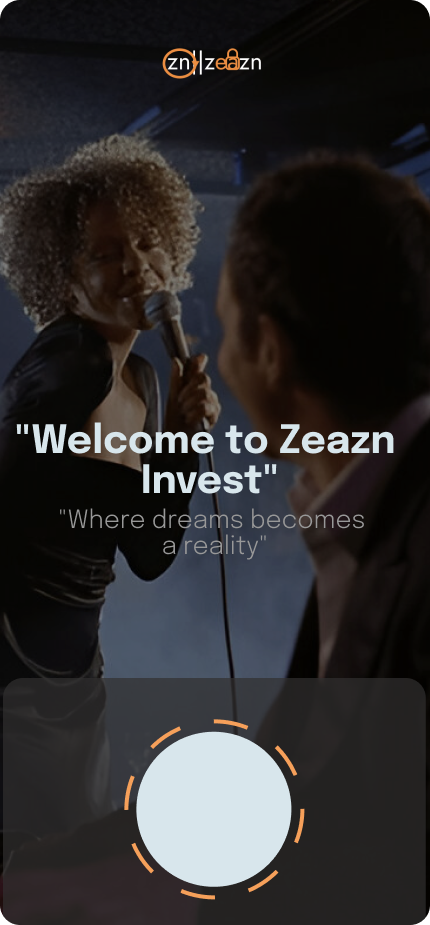 zn zeazn
"Welcome to Zeazn
Invest"
"Where dreams becomes
a reality"